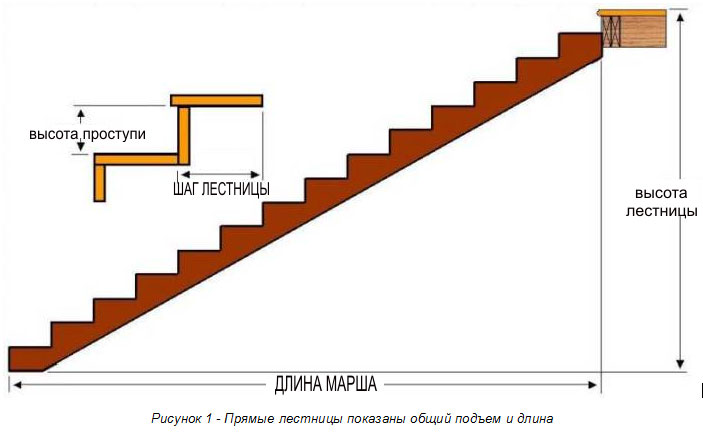 высота проступи
ШАГ ЛЕСТНИЦЫ
высота
лестницы
ДЛИНА МАРША
Рисунок 1 - Прямые лестницы показаны общий подъем и длина